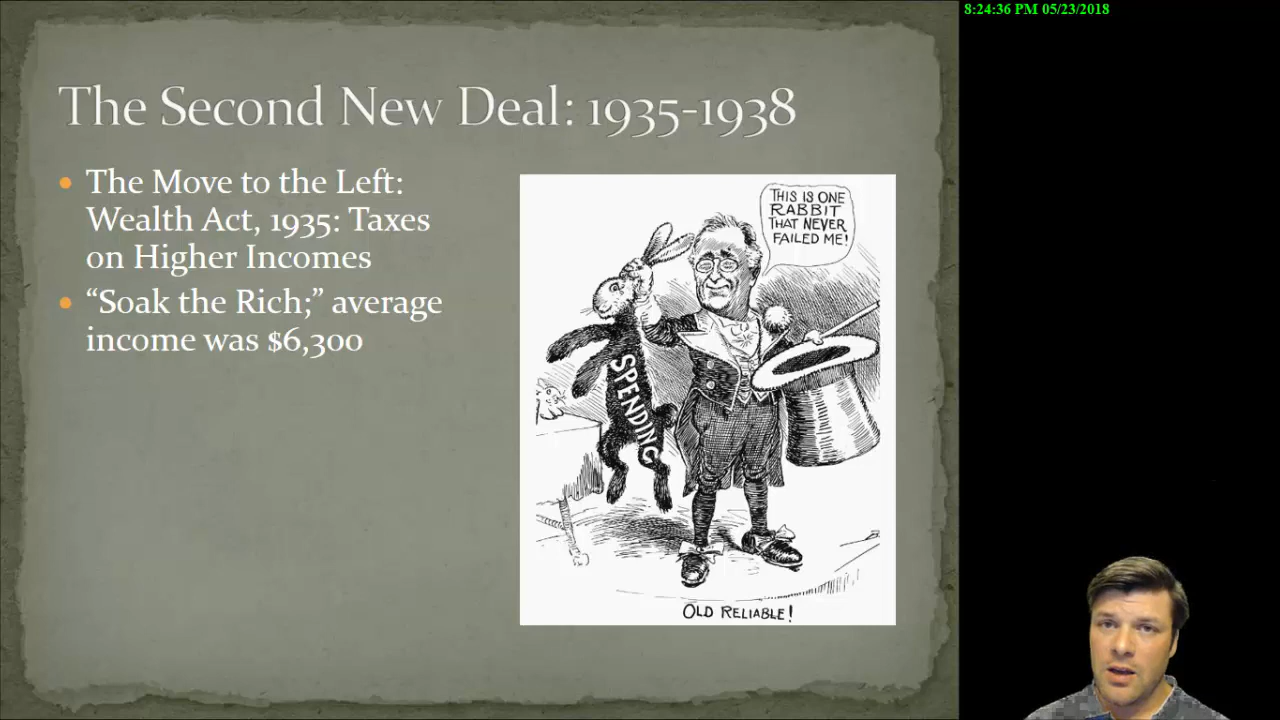 8:24:36 PM 05/23/2018
The Second New Deal: 1935-1938
The Move to the Left:
Wealth Act, 1935: Taxes
on Higher Incomes
“Soak the Rich;” average
income was $6,300
THIS IS ONE
RABBIT
THAT NEVER
FAILED ME!
SPENDING
OLD RELIABLE!